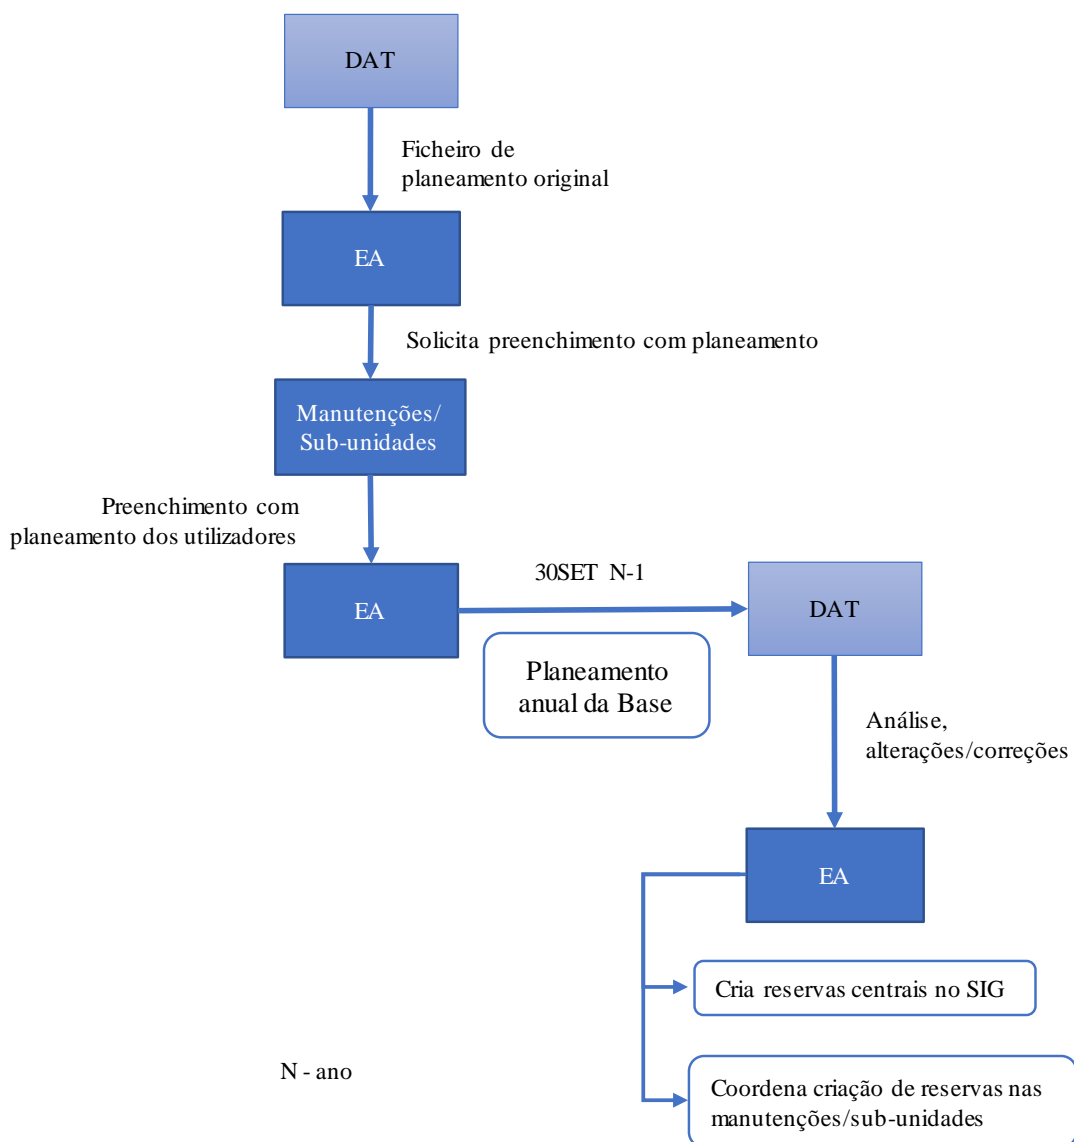 DAT
Ficheiro de
planeamento original
EA
Solicita preenchimento com planeamento
Manutenções/
Sub-unidades
Preenchimento com
planeamento dos utilizadores
EA
30SET N-1
Planeamento
anual da Base
DAT
Análise,
alterações/correções
EA
Cria reservas centrais no SIG
Coordena criação de reservas nas
manutenções/sub-unidades
N - ano